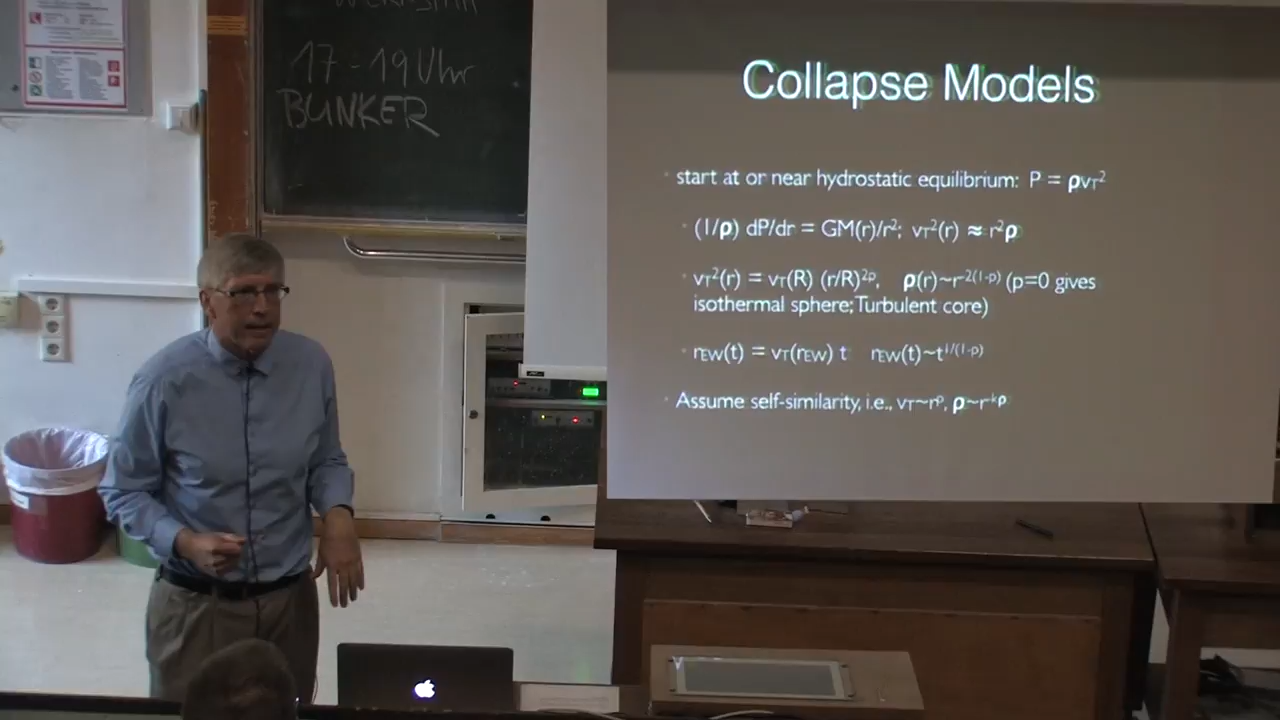 17-19 Uhr
BUNKER
Collapse Models
start at or near hydrostatic equilibrium: P = ρvT²
(1/ρ) dP/dr = GM(r)/r²; vT²(r) ≈ r²ρ
vT²(r) = vT(R) (r/R)²ᵖ, ρ(r)~r⁻²⁽¹⁻ᵖ⁾ (p=0 gives
isothermal sphere; Turbulent core)
rEW(t) = vT(rEW) t rEW(t)~t¹/⁽¹⁻ᵖ⁾
Assume self-similarity, i.e., vT~rᵖ, ρ~r⁻ᵏᵖ